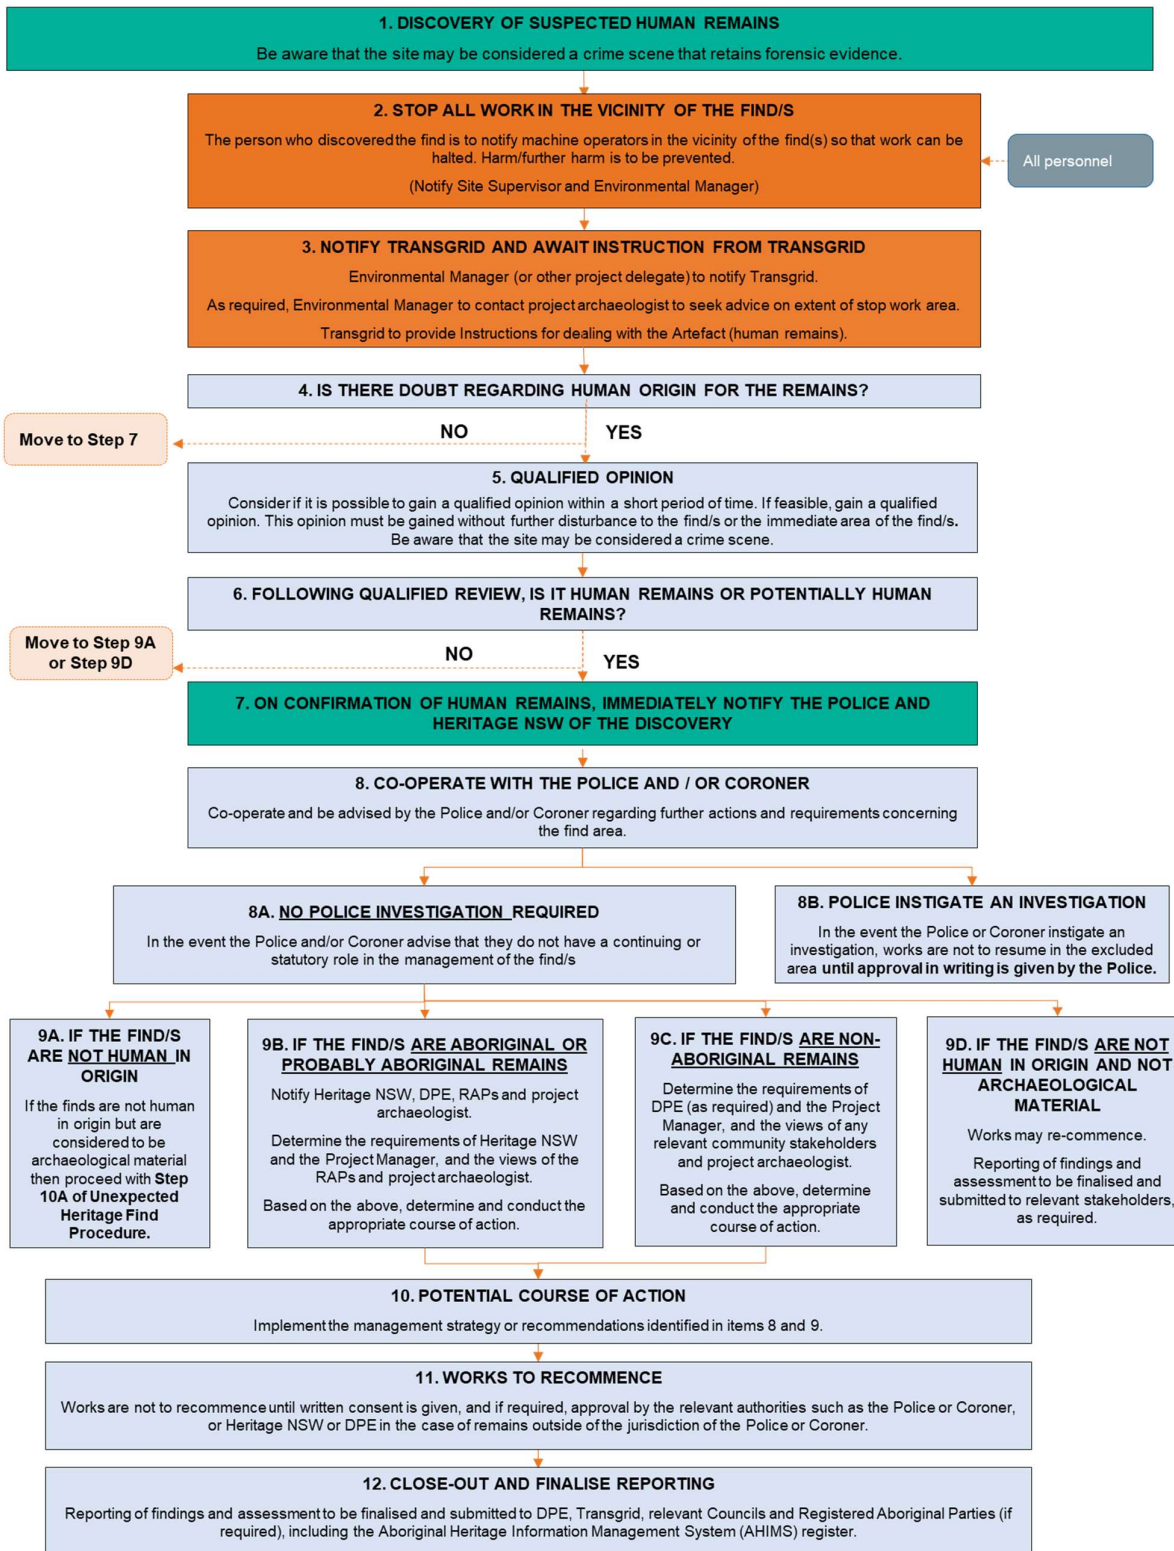 1. DISCOVERY OF SUSPECTED HUMAN REMAINS
Be aware that the site may be considered a crime scene that retains forensic evidence.
2. STOP ALL WORK IN THE VICINITY OF THE FIND/S
The person who discovered the find is to notify machine operators in the vicinity of the find(s) so that work can be
halted. Harm/further harm is to be prevented.
(Notify Site Supervisor and Environmental Manager)
All personnel
3. NOTIFY TRANSGRID AND AWAIT INSTRUCTION FROM TRANSGRID
Environmental Manager (or other project delegate) to notify Transgrid.
As required, Environmental Manager to contact project archaeologist to seek advice on extent of stop work area.
Transgrid to provide Instructions for dealing with the Artefact (human remains).
4. IS THERE DOUBT REGARDING HUMAN ORIGIN FOR THE REMAINS?
Move to Step 7
NO
YES
5. QUALIFIED OPINION
Consider if it is possible to gain a qualified opinion within a short period of time. If feasible, gain a qualified
opinion. This opinion must be gained without further disturbance to the find/s or the immediate area of the find/s.
Be aware that the site may be considered a crime scene.
6. FOLLOWING QUALIFIED REVIEW, IS IT HUMAN REMAINS OR POTENTIALLY HUMAN
REMAINS?
Move to Step 9A
or Step 9D
NO
YES
7. ON CONFIRMATION OF HUMAN REMAINS, IMMEDIATELY NOTIFY THE POLICE AND
HERITAGE NSW OF THE DISCOVERY
8. CO-OPERATE WITH THE POLICE AND / OR CORONER
Co-operate and be advised by the Police and/or Coroner regarding further actions and requirements concerning
the find area.
8A. NO POLICE INVESTIGATION REQUIRED
In the event the Police and/or Coroner advise that they do not have a continuing or
statutory role in the management of the find/s
8B. POLICE INSTIGATE AN INVESTIGATION
In the event the Police or Coroner instigate an
investigation, works are not to resume in the excluded
area until approval in writing is given by the Police.
9A. IF THE FIND/S
ARE NOT HUMAN IN
ORIGIN
If the finds are not human
in origin but are
considered to be
archaeological material
then proceed with Step
10A of Unexpected
Heritage Find
Procedure.
9B. IF THE FIND/S ARE ABORIGINAL OR
PROBABLY ABORIGINAL REMAINS
Notify Heritage NSW, DPE, RAPs and project
archaeologist.
Determine the requirements of Heritage NSW
and the Project Manager, and the views of the
RAPs and project archaeologist.
Based on the above, determine and conduct the
appropriate course of action.
9C. IF THE FIND/S ARE NON-
ABORIGINAL REMAINS
Determine the requirements of
DPE (as required) and the Project
Manager, and the views of any
relevant community stakeholders
and project archaeologist.
Based on the above, determine
and conduct the appropriate
course of action.
9D. IF THE FIND/S ARE NOT
HUMAN IN ORIGIN AND NOT
ARCHAEOLOGICAL
MATERIAL
Works may re-commence.
Reporting of findings and
assessment to be finalised and
submitted to relevant stakeholders,
as required.
10. POTENTIAL COURSE OF ACTION
Implement the management strategy or recommendations identified in items 8 and 9.
11. WORKS TO RECOMMENCE
Works are not to recommence until written consent is given, and if required, approval by the relevant authorities such as the Police or Coroner,
or Heritage NSW or DPE in the case of remains outside of the jurisdiction of the Police or Coroner.
12. CLOSE-OUT AND FINALISE REPORTING
Reporting of findings and assessment to be finalised and submitted to DPE, Transgrid, relevant Councils and Registered Aboriginal Parties (if
required), including the Aboriginal Heritage Information Management System (AHIMS) register.